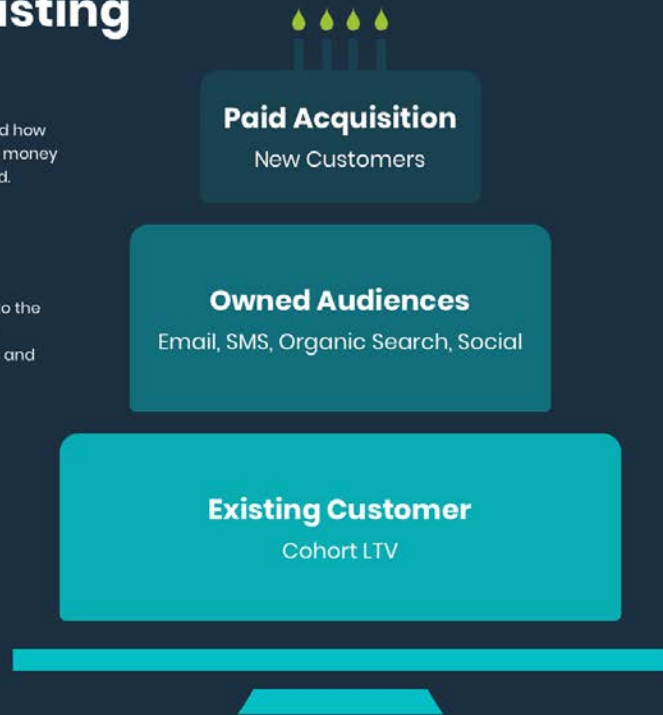 isting
d how
money
d.
o the
and
Paid Acquisition
New Customers
Owned Audiences
Email, SMS, Organic Search, Social
Existing Customer
Cohort LTV